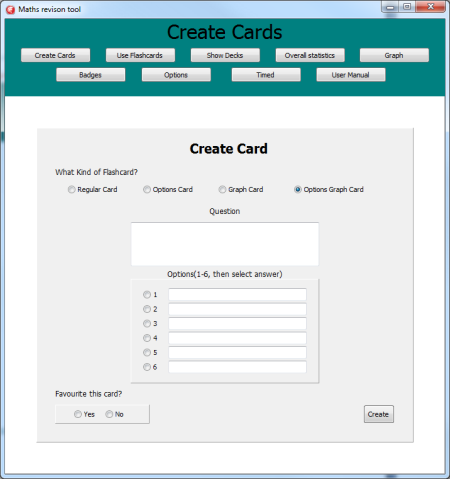 Maths revison tool
Create Cards
Create Cards Use Flashcards Show Decks Overall statistics Graph
Badges Options Timed User Manual
Create Card
What Kind of Flashcard?
Regular Card Options Card Graph Card Options Graph Card
Question
Options(1-6, then select answer)
1
2
3
4
5
6
Favourite this card?
Yes No
Create